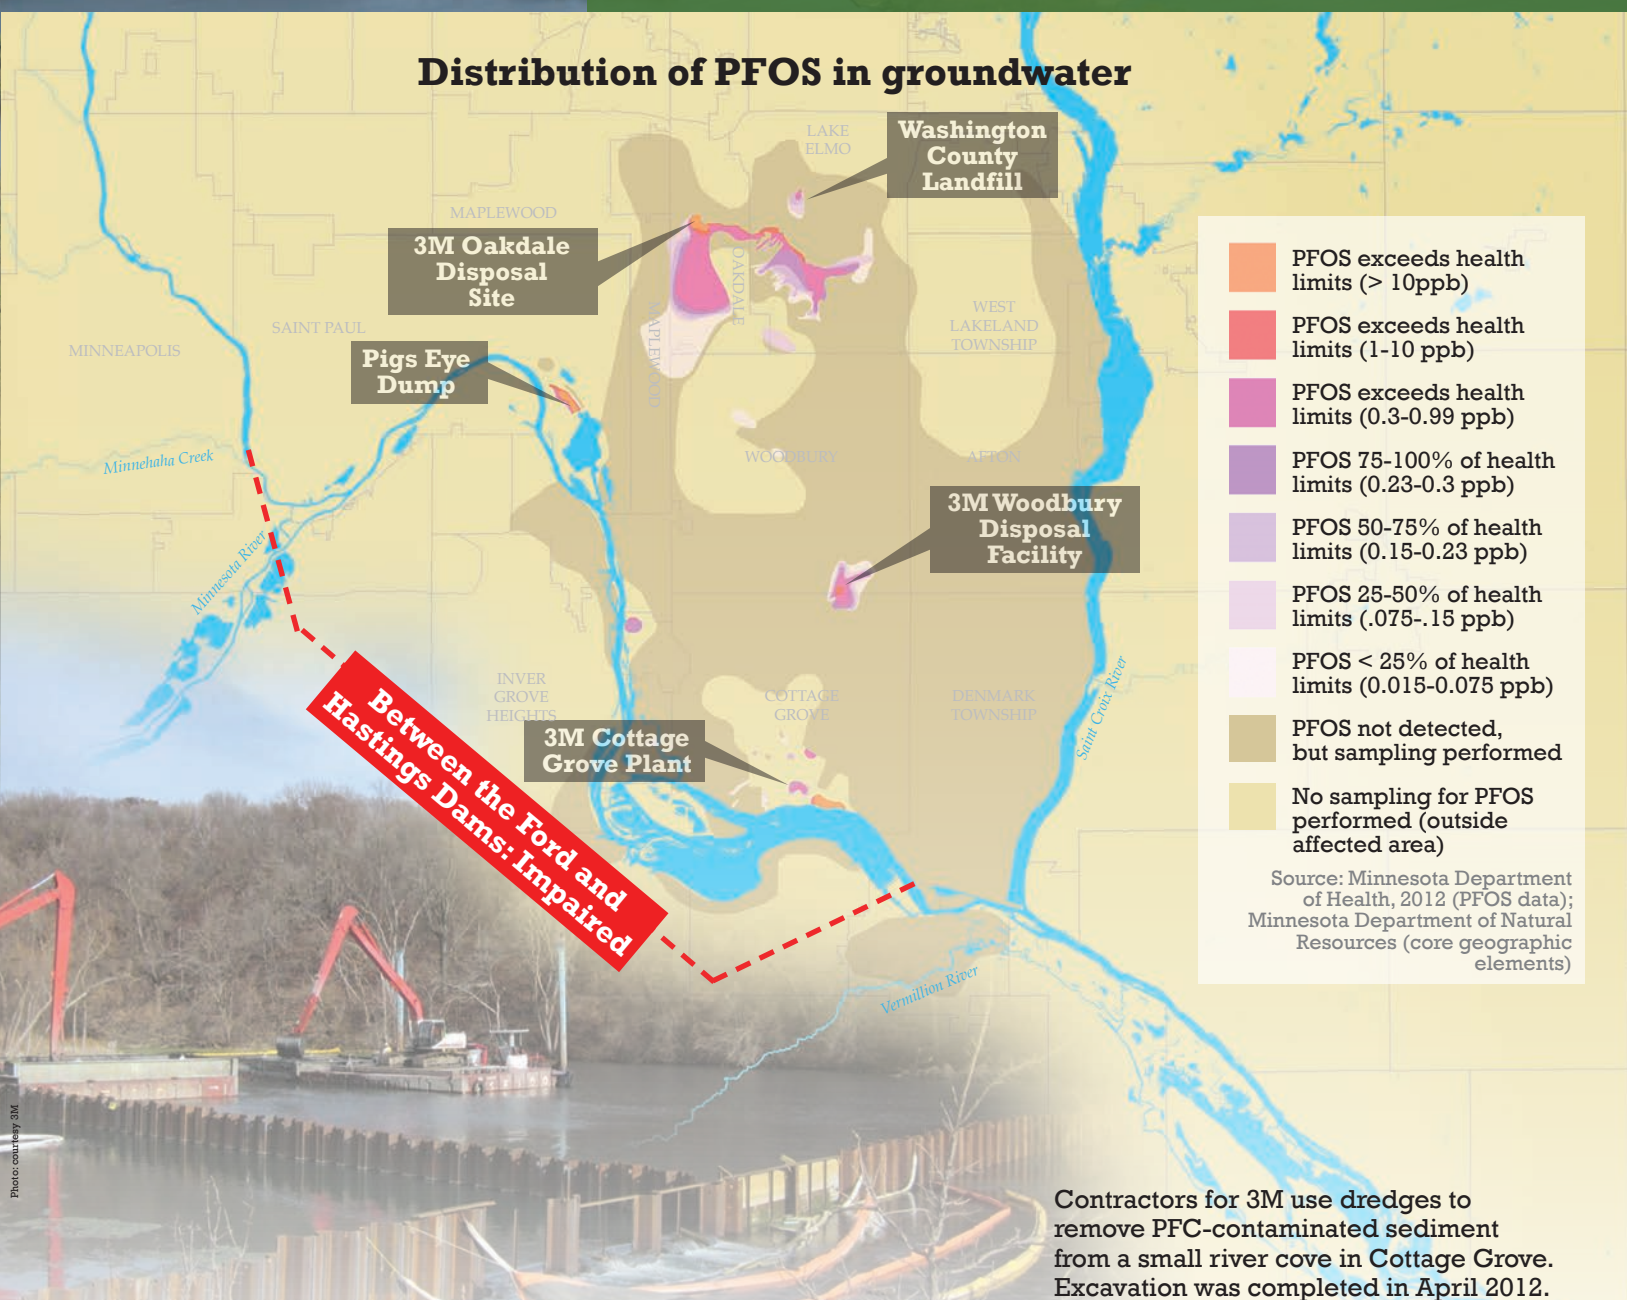 Distribution of PFOS in groundwater
LAKE
ELMO
Washington
County
Landfill
MAPLEWOOD
3M Oakdale
Disposal
Site
OAKDALE
MAPLEWOOD
WEST
LAKELAND
TOWNSHIP
SAINT PAUL
MINNEAPOLIS
Pigs Eye
Dump
Minnehaha Creek
WOODBURY
AFTON
3M Woodbury
Disposal
Facility
Minnesota River
INVER
GROVE
HEIGHTS
COTTAGE
GROVE
DENMARK
TOWNSHIP
Saint Croix River
3M Cottage
Grove Plant
Between the Ford and
Hastings Dams: Impaired
Vermillion River
PFOS exceeds health
limits (> 10ppb)
PFOS exceeds health
limits (1-10 ppb)
PFOS exceeds health
limits (0.3-0.99 ppb)
PFOS 75-100% of health
limits (0.23-0.3 ppb)
PFOS 50-75% of health
limits (0.15-0.23 ppb)
PFOS 25-50% of health
limits (.075-.15 ppb)
PFOS < 25% of health
limits (0.015-0.075 ppb)
PFOS not detected,
but sampling performed
No sampling for PFOS
performed (outside
affected area)
Source: Minnesota Department
of Health, 2012 (PFOS data);
Minnesota Department of Natural
Resources (core geographic
elements)
Photo: courtesy 3M
Contractors for 3M use dredges to
remove PFC-contaminated sediment
from a small river cove in Cottage Grove.
Excavation was completed in April 2012.